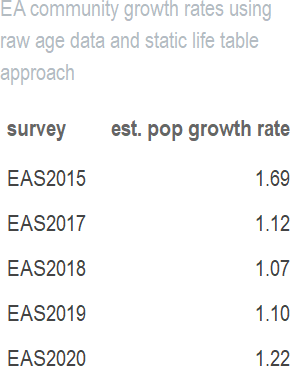 EA community growth rates using
raw age data and static life table
approach
survey est. pop growth rate
EAS2015 1.69
EAS2017 1.12
EAS2018 1.07
EAS2019 1.10
EAS2020 1.22